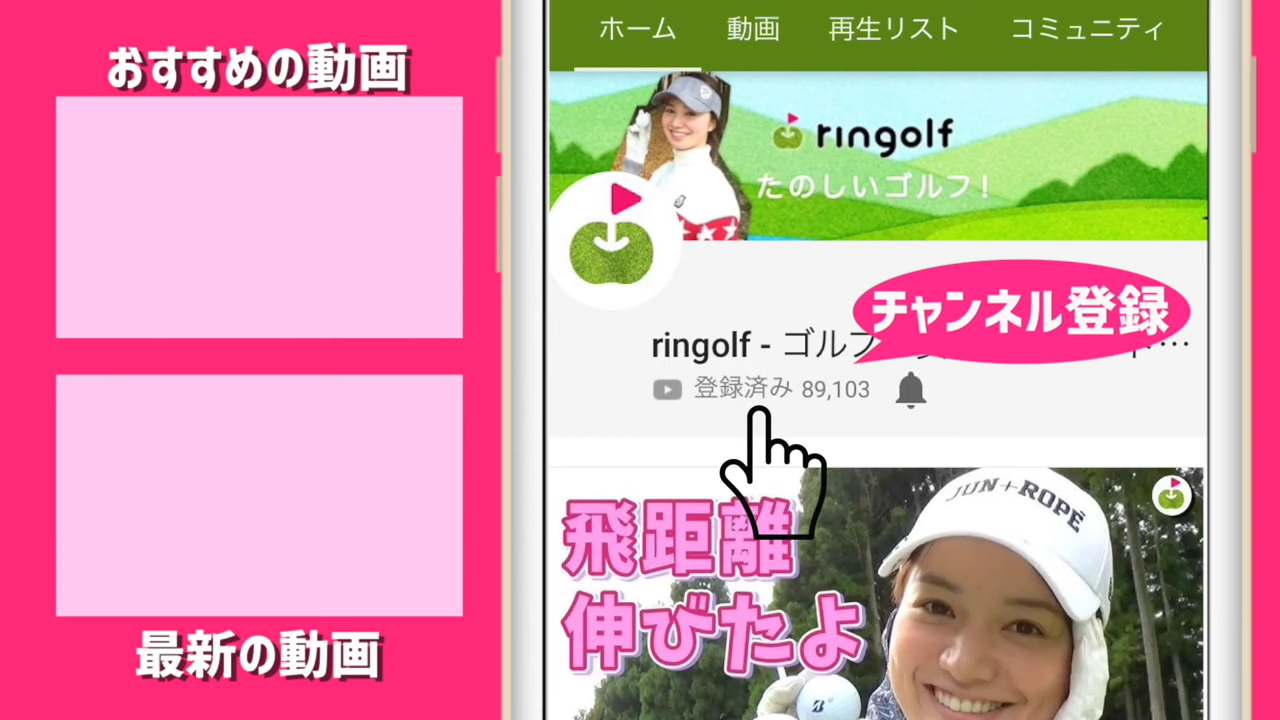 おすすめの動画
最新の動画
ホーム 動画 再生リスト コミュニティ
ringolf
たのしいゴルフ!
チャンネル登録
ringolf - ゴルフ
登録済み 89,103
JUN+ROPÉ
飛距離
伸びたよ
B